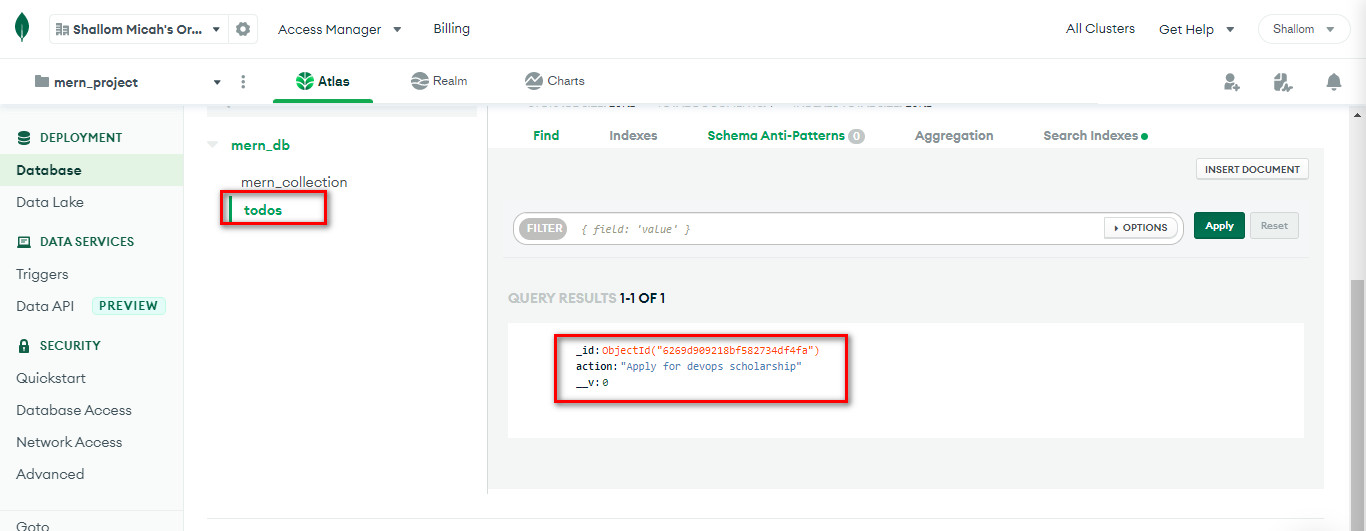 Shallom Micah's Or... Access Manager Billing All Clusters Get Help Shallom
mern_project Atlas Realm Charts
DEPLOYMENT
Database
Data Lake
DATA SERVICES
Triggers
Data API PREVIEW
SECURITY
Quickstart
Database Access
Network Access
Advanced
Goto
mern_db
mern_collection
todos
Find Indexes Schema Anti-Patterns 0 Aggregation Search Indexes
INSERT DOCUMENT
FILTER { field: 'value' } OPTIONS Apply Reset
QUERY RESULTS 1-1 OF 1
_id:ObjectId("6269d909218bf582734df4fa")
action:"Apply for devops scholarship"
__v:0